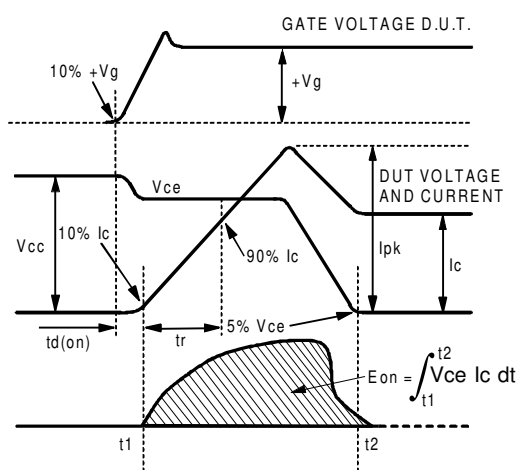 GATE VOLTAGE D.U.T.
10% +Vg
+Vg
DUT VOLTAGE
AND CURRENT
Vce
Vcc
10% Ic
90% Ic
Ipk
Ic
5% Vce
td(on)
tr
Eon = ∫ Vce Ic dt
t2
t1
t1
t2